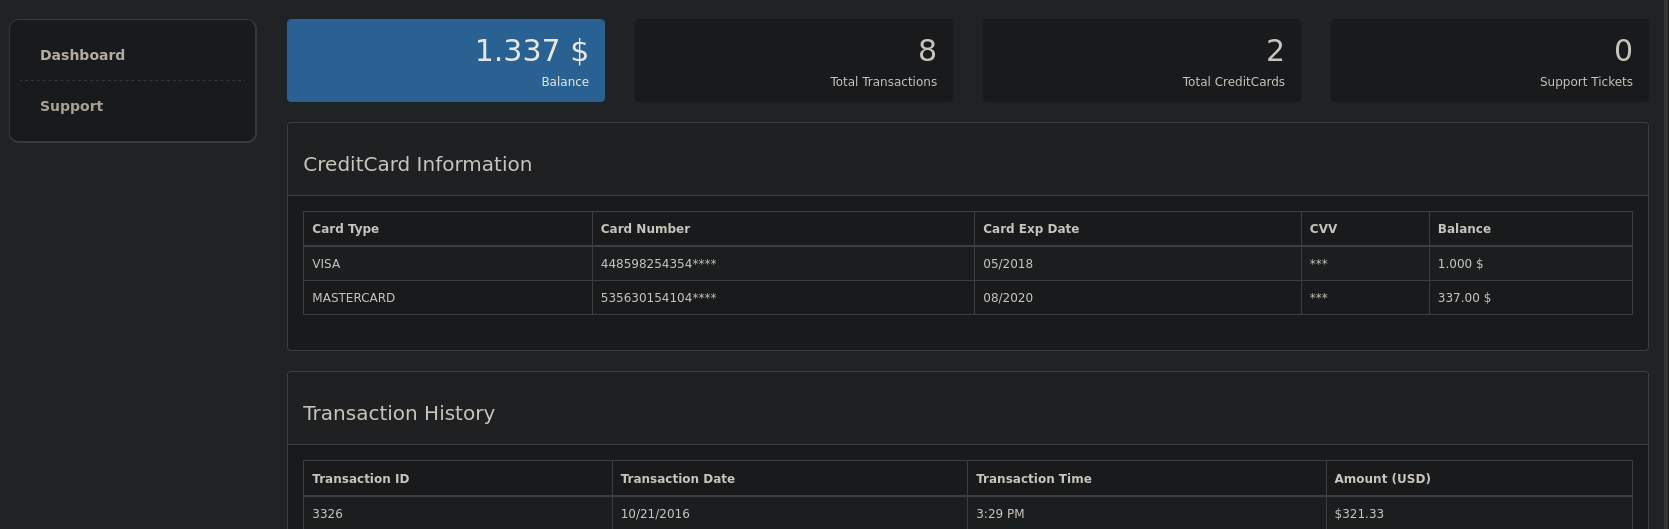 Dashboard
Support
1.337 $
Balance
8
Total Transactions
2
Total CreditCards
0
Support Tickets
CreditCard Information
Card Type Card Number Card Exp Date CVV Balance
VISA 448598254354**** 05/2018 *** 1.000 $
MASTERCARD 535630154104**** 08/2020 *** 337.00 $
Transaction History
Transaction ID Transaction Date Transaction Time Amount (USD)
3326 10/21/2016 3:29 PM $321.33